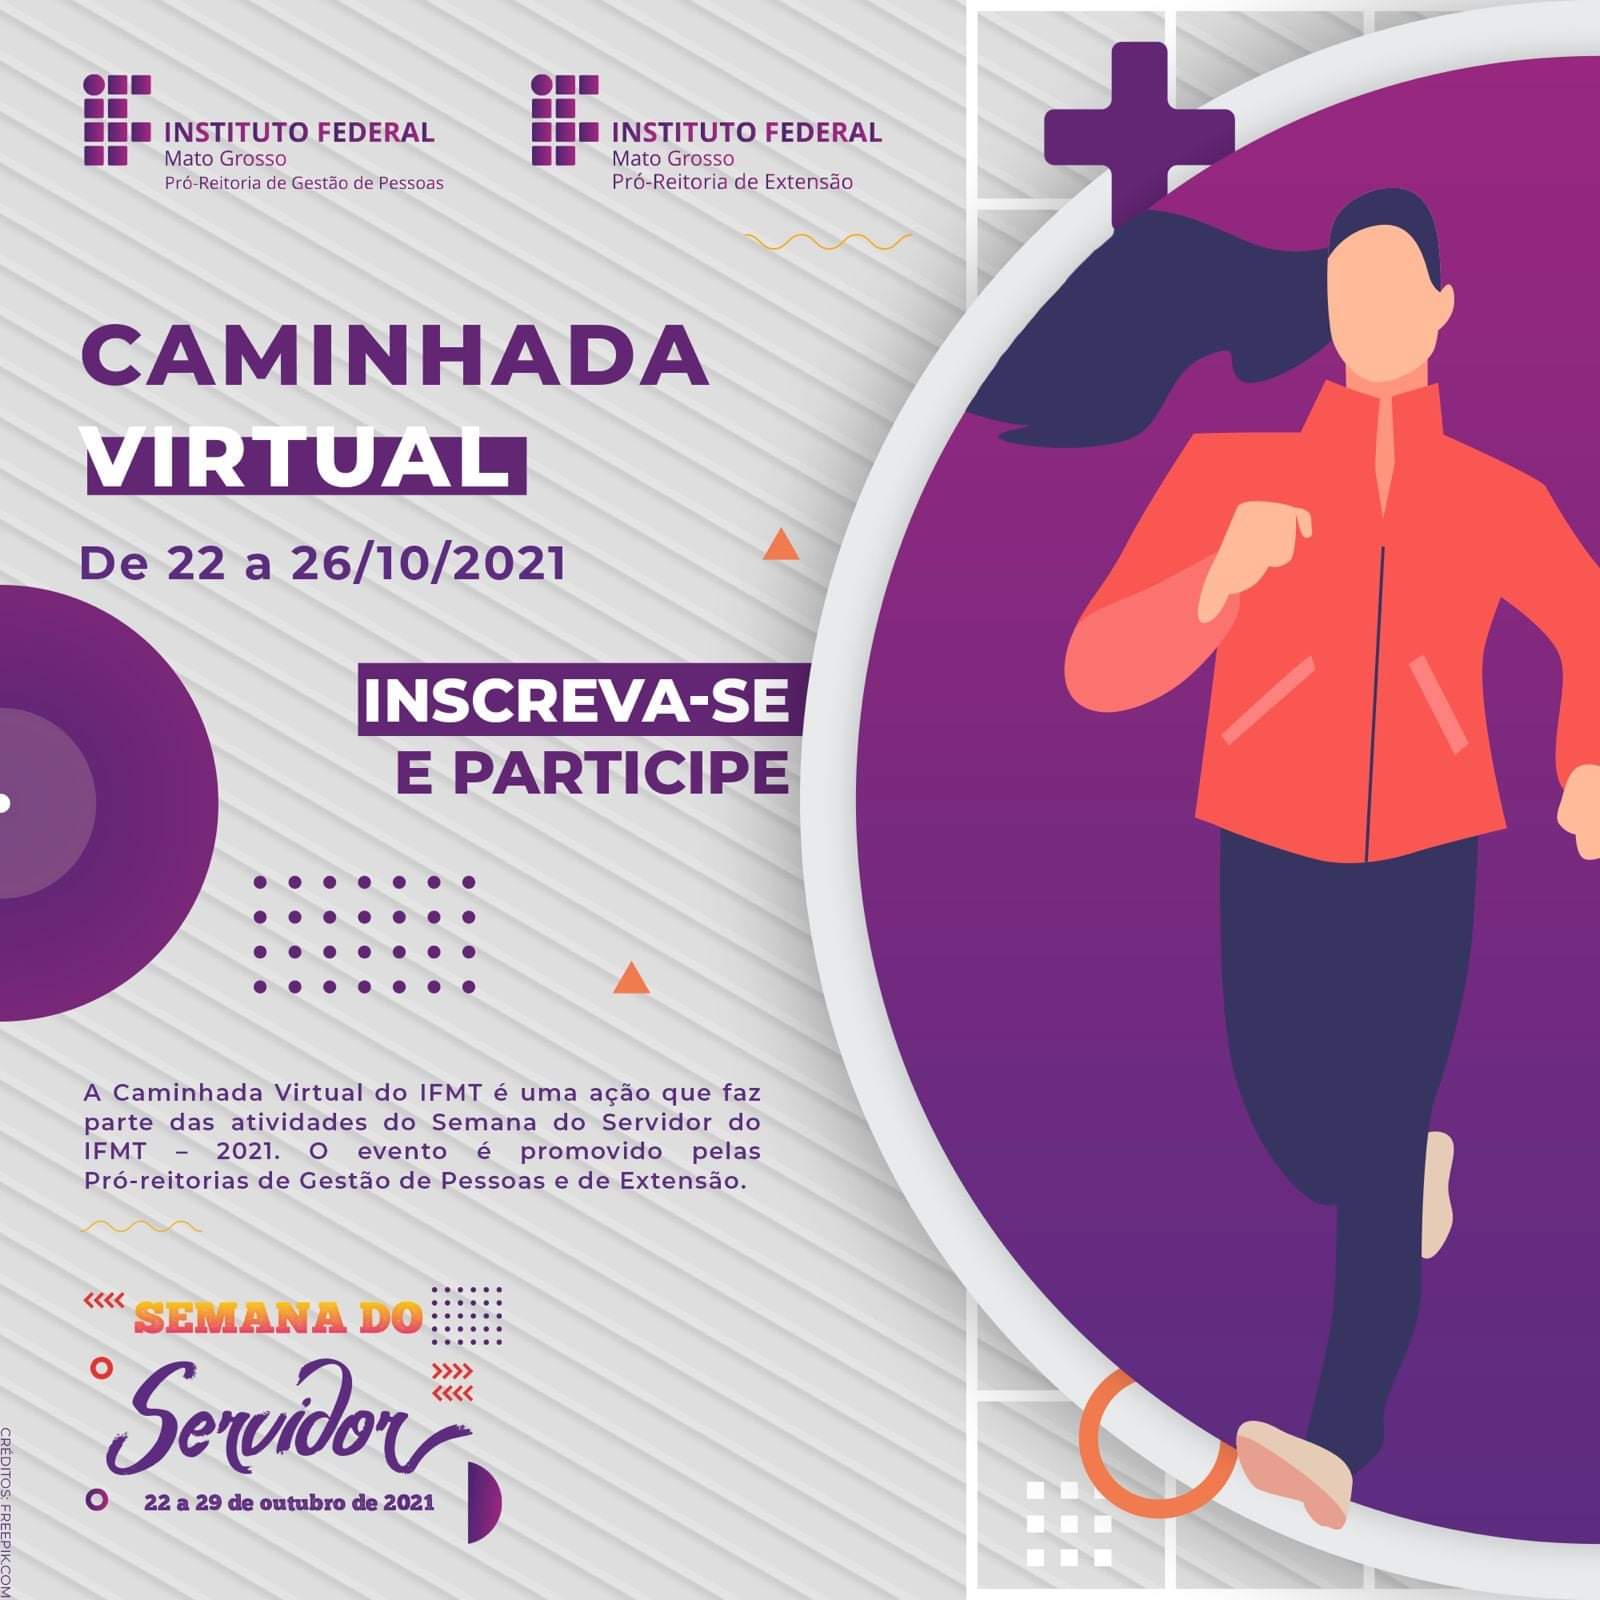 INSTITUTO FEDERAL
Mato Grosso
Pró-Reitoria de Gestão de Pessoas
INSTITUTO FEDERAL
Mato Grosso
Pró-Reitoria de Extensão
CAMINHADA
VIRTUAL
De 22 a 26/10/2021
INSCREVA-SE
E PARTICIPE
A Caminhada Virtual do IFMT é uma ação que faz
parte das atividades do Semana do Servidor do
IFMT – 2021. O evento é promovido pelas
Pró-reitorias de Gestão de Pessoas e de Extensão.
SEMANA DO
Servidor
22 a 29 de outubro de 2021
CRÉDITOS: FREEPIK.COM